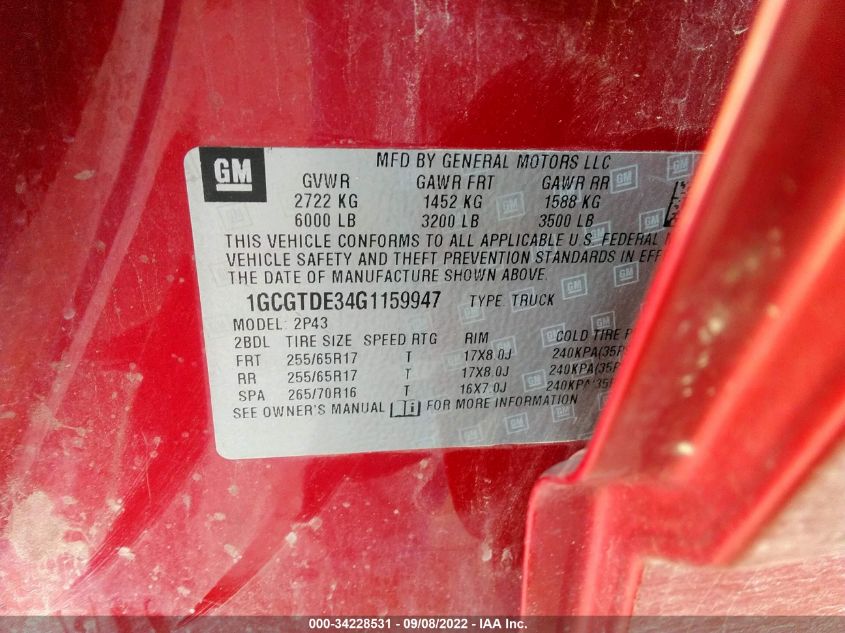 GM
MFD BY GENERAL MOTORS LLC
GVWR GAWR FRT GAWR RR
2722 KG 1452 KG 1588 KG
6000 LB 3200 LB 3500 LB
THIS VEHICLE CONFORMS TO ALL APPLICABLE U.S. FEDERAL
VEHICLE SAFETY AND THEFT PREVENTION STANDARDS IN EFF
THE DATE OF MANUFACTURE SHOWN ABOVE.
1GCGTDE34G1159947 TYPE TRUCK
MODEL: 2P43
2BDL TIRE SIZE SPEED RTG RIM COLD TIRE P
FRT 255/65R17 T 17X8.0J 240KPA(35PS
RR 255/65R17 T 17X8.0J 240KPA(35P
SPA 265/70R16 T 16X7.0J 240KPA(35
SEE OWNER'S MANUAL FOR MORE INFORMATION
000-34228531 - 09/08/2022 - IAA Inc.